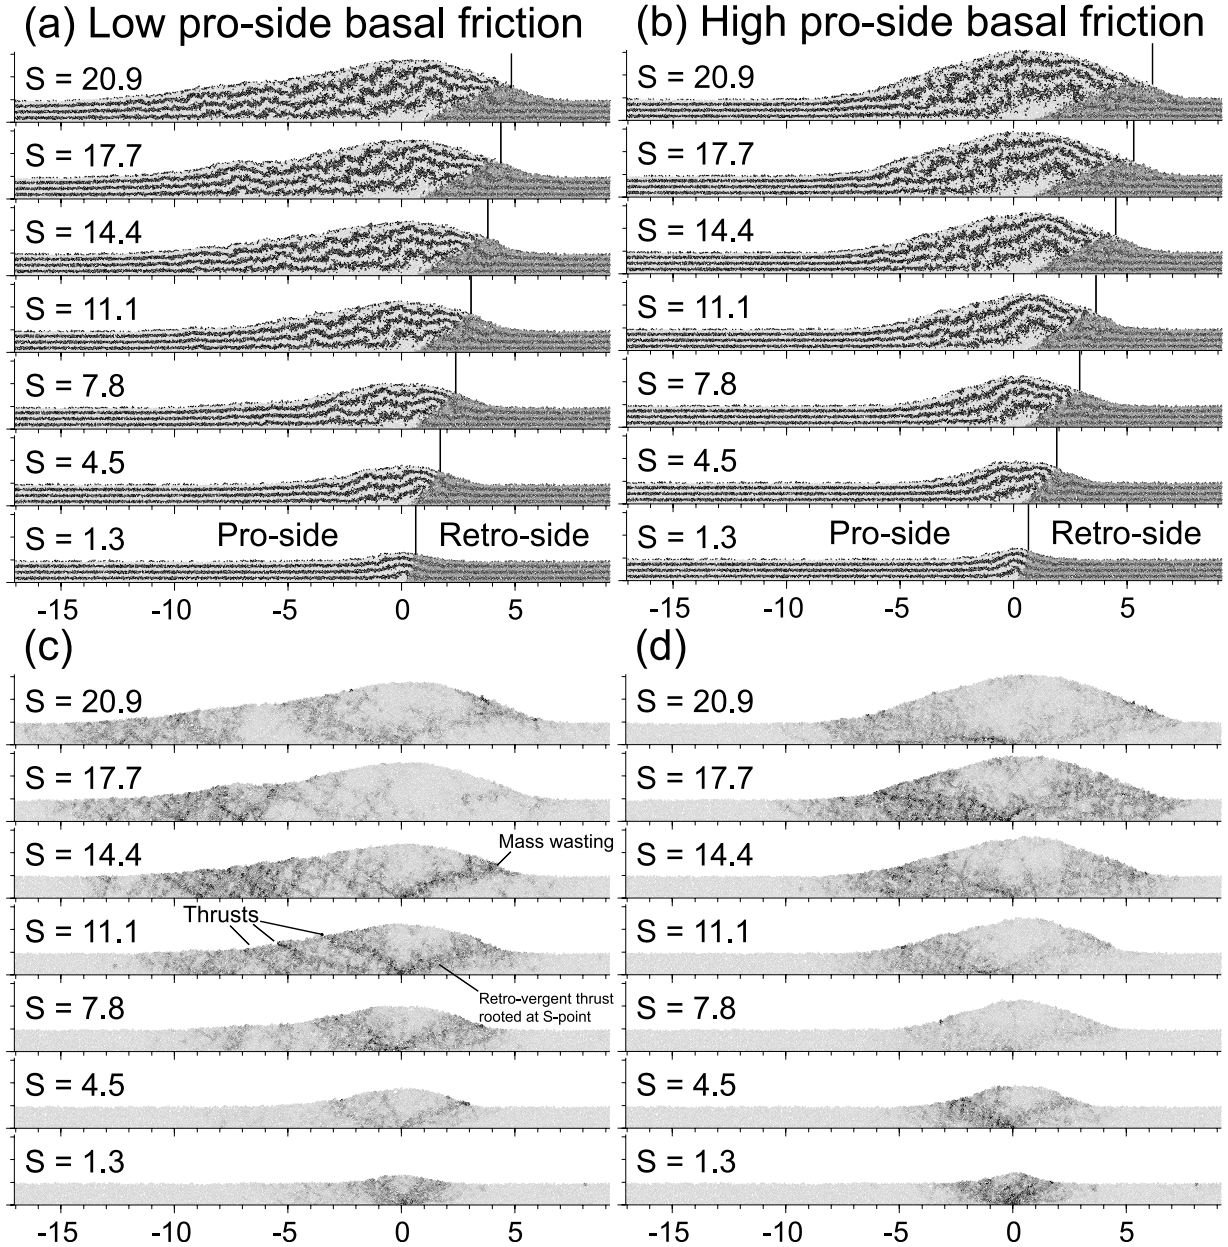 (a) Low pro-side basal friction
S = 20.9
S = 17.7
S = 14.4
S = 11.1
S = 7.8
S = 4.5
S = 1.3
Pro-side
Retro-side
-15 -10 -5 0 5
(b) High pro-side basal friction
S = 20.9
S = 17.7
S = 14.4
S = 11.1
S = 7.8
S = 4.5
S = 1.3
Pro-side
Retro-side
-15 -10 -5 0 5
(c)
S = 20.9
S = 17.7
S = 14.4
Mass wasting
Thrusts
S = 11.1
Retro-vergent thrust
rooted at S-point
S = 7.8
S = 4.5
S = 1.3
-15 -10 -5 0 5
(d)
S = 20.9
S = 17.7
S = 14.4
S = 11.1
S = 7.8
S = 4.5
S = 1.3
-15 -10 -5 0 5